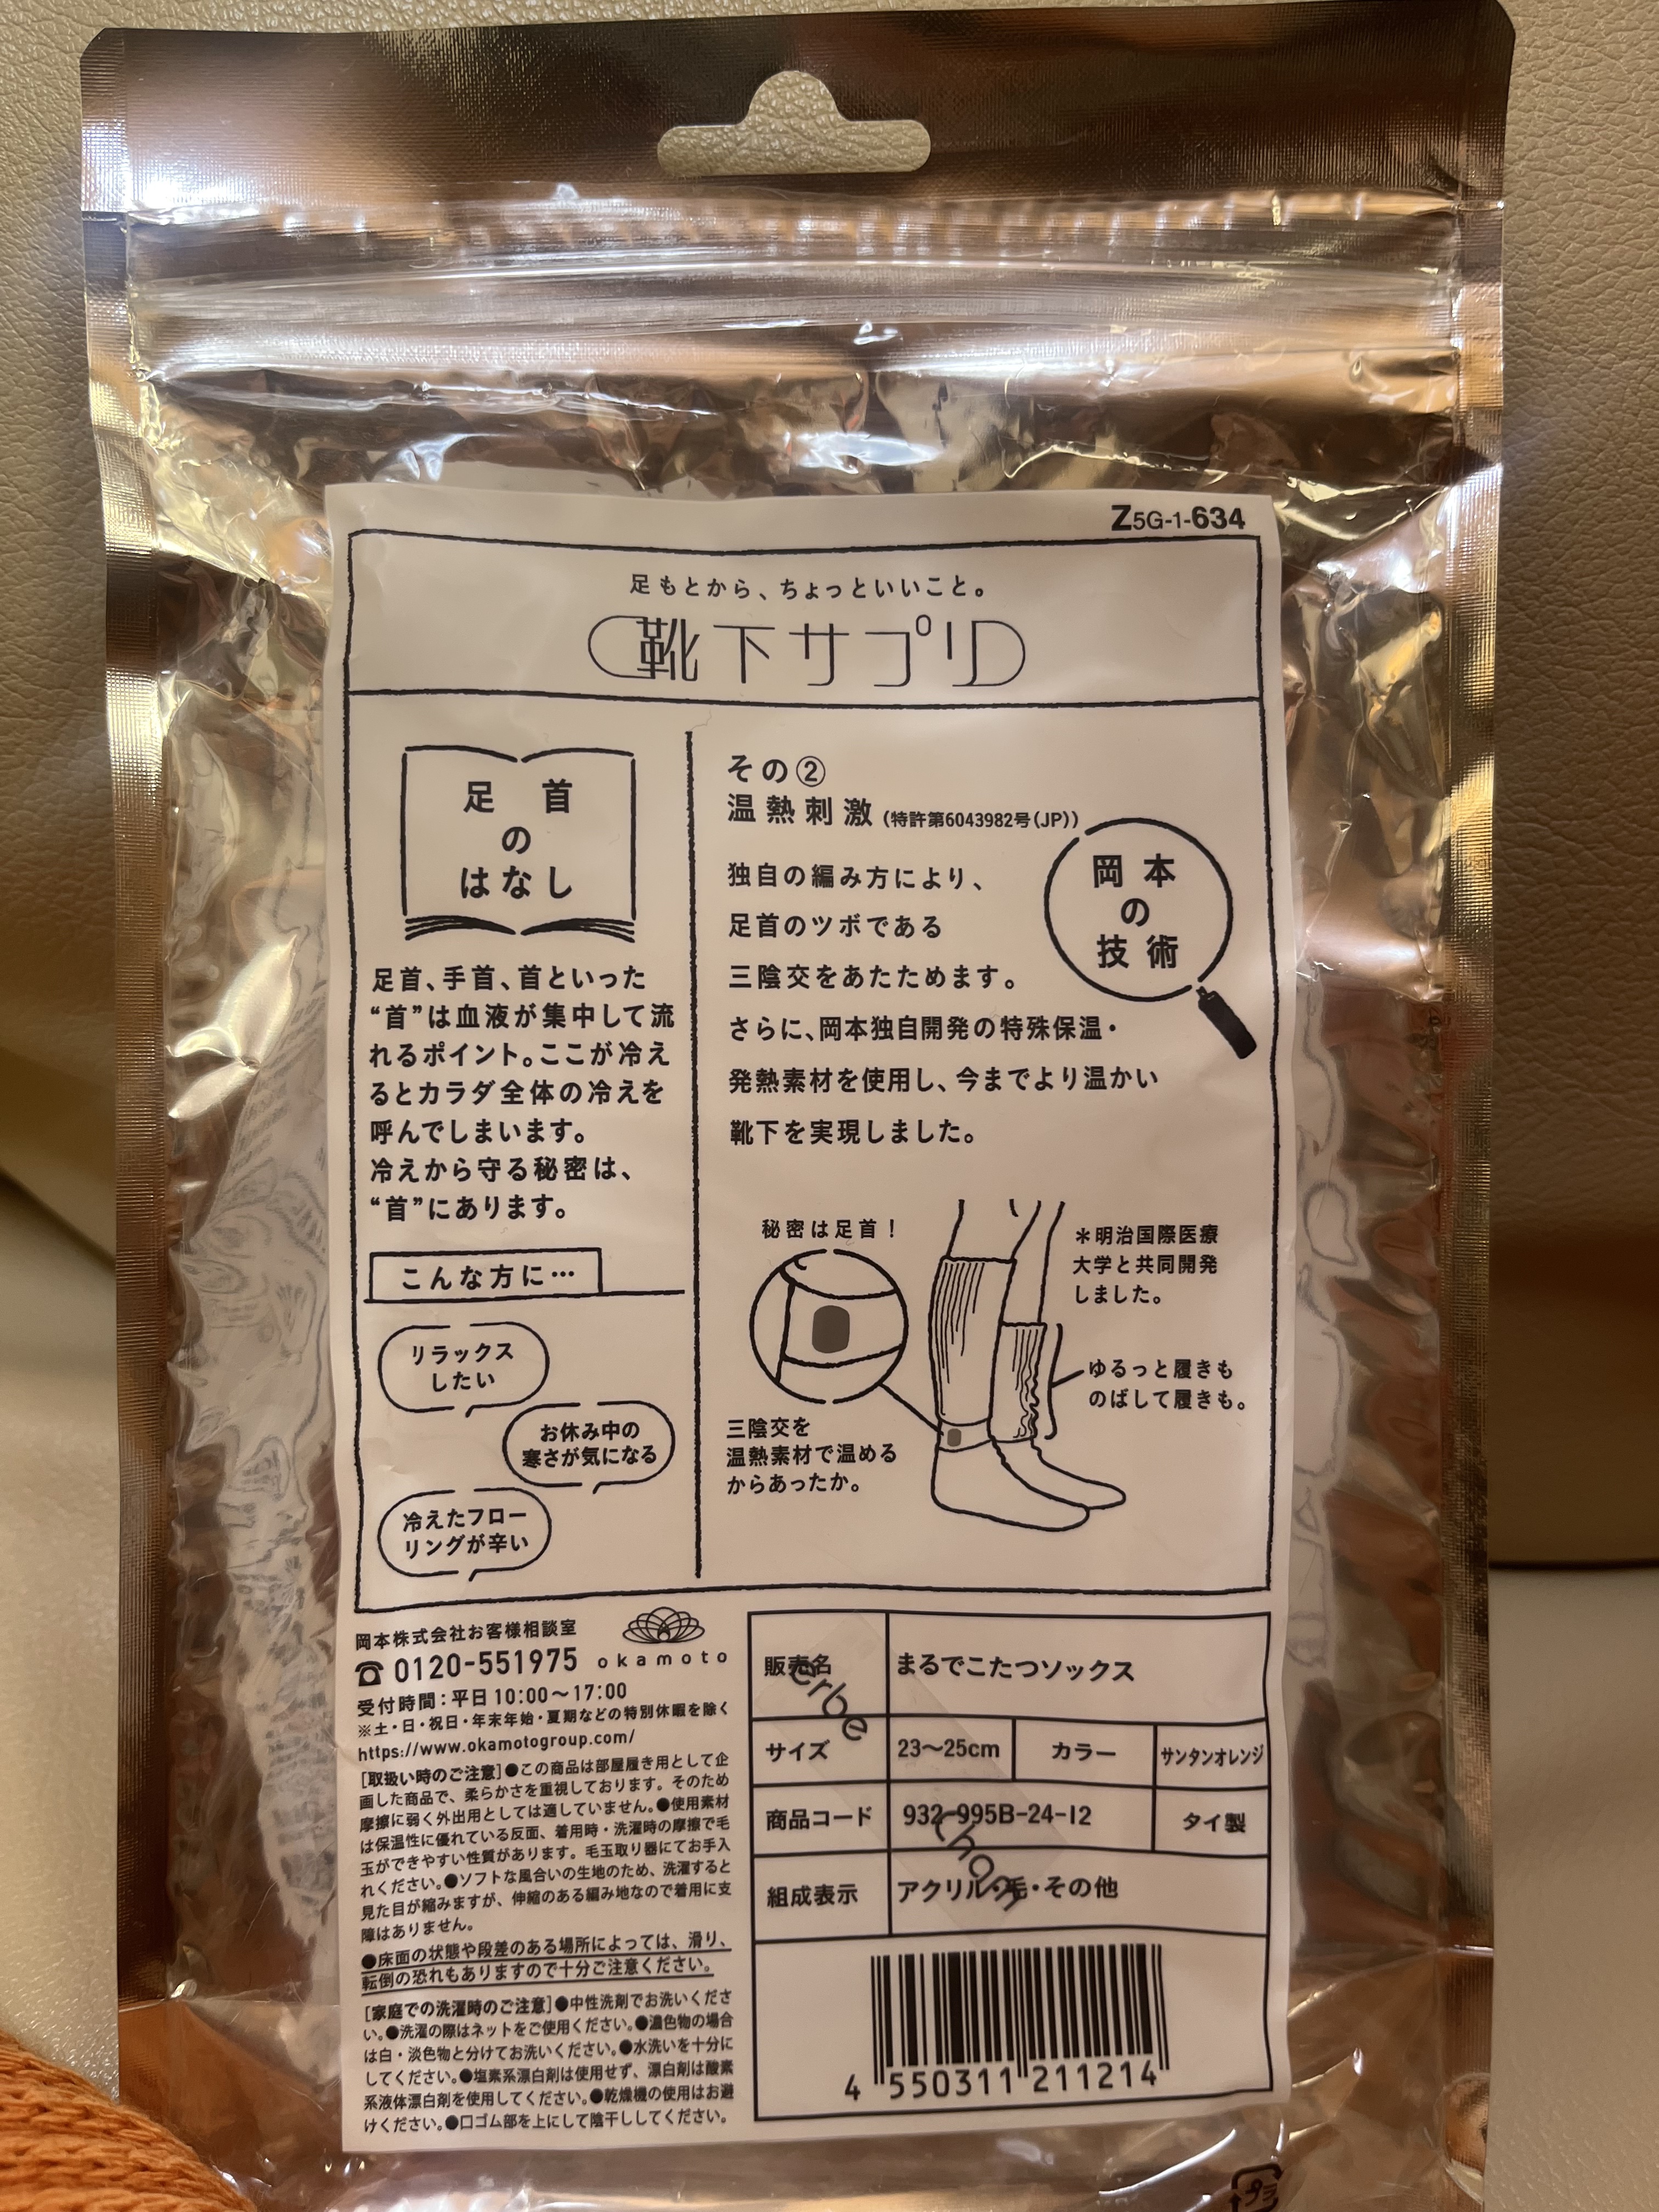 Z5G-1-634
足もとから、ちょっといいこと。
靴下サプリ
足首
の
はなし
足首、手首、首といった
“首”は血液が集中して流
れるポイント。ここが冷え
るとカラダ全体の冷えを
呼んでしまいます。
冷えから守る秘密は、
“首”にあります。
こんな方に…
リラックス
したい
お休み中の
寒さが気になる
冷えたフロー
リングが辛い
その②
温熱刺激(特許第6043982号(JP))
岡本
の
技術
独自の編み方により、
足首のツボである
三陰交をあたためます。
さらに、岡本独自開発の特殊保温・
発熱素材を使用し、今までより温かい
靴下を実現しました。
秘密は足首！
三陰交を
温熱素材で温める
からあったか。
＊明治国際医療
大学と共同開発
しました。
ゆるっと履きも
のばして履きも。
岡本株式会社お客様相談室
☎0120-551975
okamoto
受付時間：平日10:00〜17:00
※土・日・祝日・年末年始・夏期などの特別休暇を除く
https://www.okamotogroup.com/
[取扱い時のご注意]●この商品は部屋履き用として企
画した商品で、柔らかさを重視しております。そのため
摩擦に弱く外出用としては適していません。●使用素材
は保温性に優れている反面、着用時・洗濯時の摩擦で毛
玉ができやすい性質があります。毛玉取り器にてお手入
れください。●ソフトな風合いの生地のため、洗濯すると
見た目が縮みますが、伸縮のある編み地なので着用に支
障はありません。
●床面の状態や段差のある場所によっては、滑り、
転倒の恐れもありますので十分ご注意ください。
[家庭での洗濯時のご注意]●中性洗剤でお洗いくださ
い。●洗濯の際はネットをご使用ください。●濃色物の場合
は白・淡色物と分けてお洗いください。●水洗いを十分に
してください。●塩素系漂白剤は使用せず、漂白剤は酸素
系液体漂白剤を使用してください。●乾燥機の使用はお避
けください。●口ゴム部を上にして陰干ししてください。
販売名 まるでこたつソックス
サイズ 23〜25cm カラー サンタンオレンジ
商品コード 932-995B-24-12 タイ製
組成表示 アクリル・毛・その他
erbe
chon
4 550311 211214
プラ